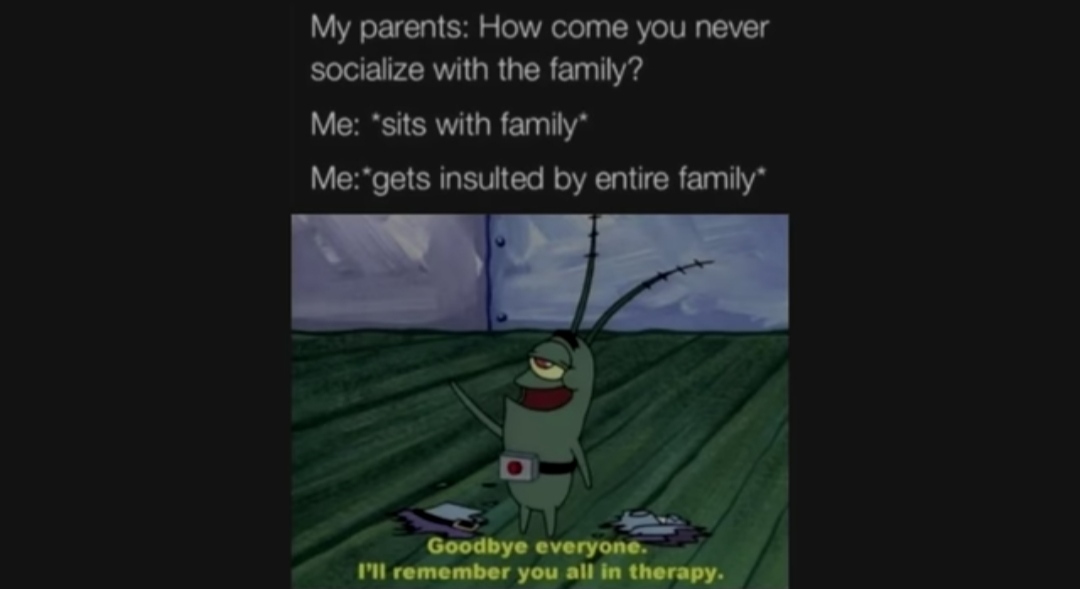 My parents: How come you never
socialize with the family?
Me: *sits with family*
Me:*gets insulted by entire family*
Goodbye everyone.
I'll remember you all in therapy.